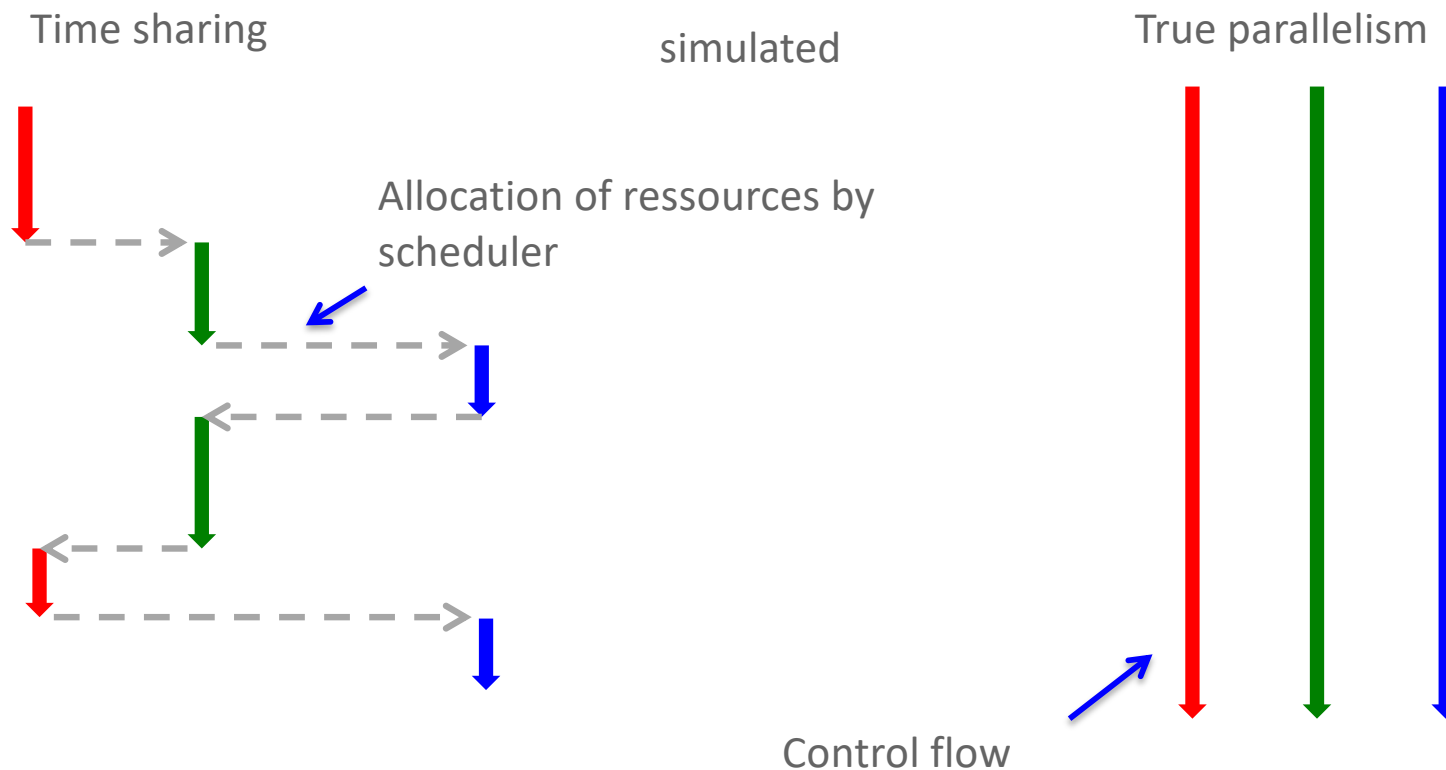 Time sharing
simulated
True parallelism
Allocation of ressources by
scheduler
Control flow